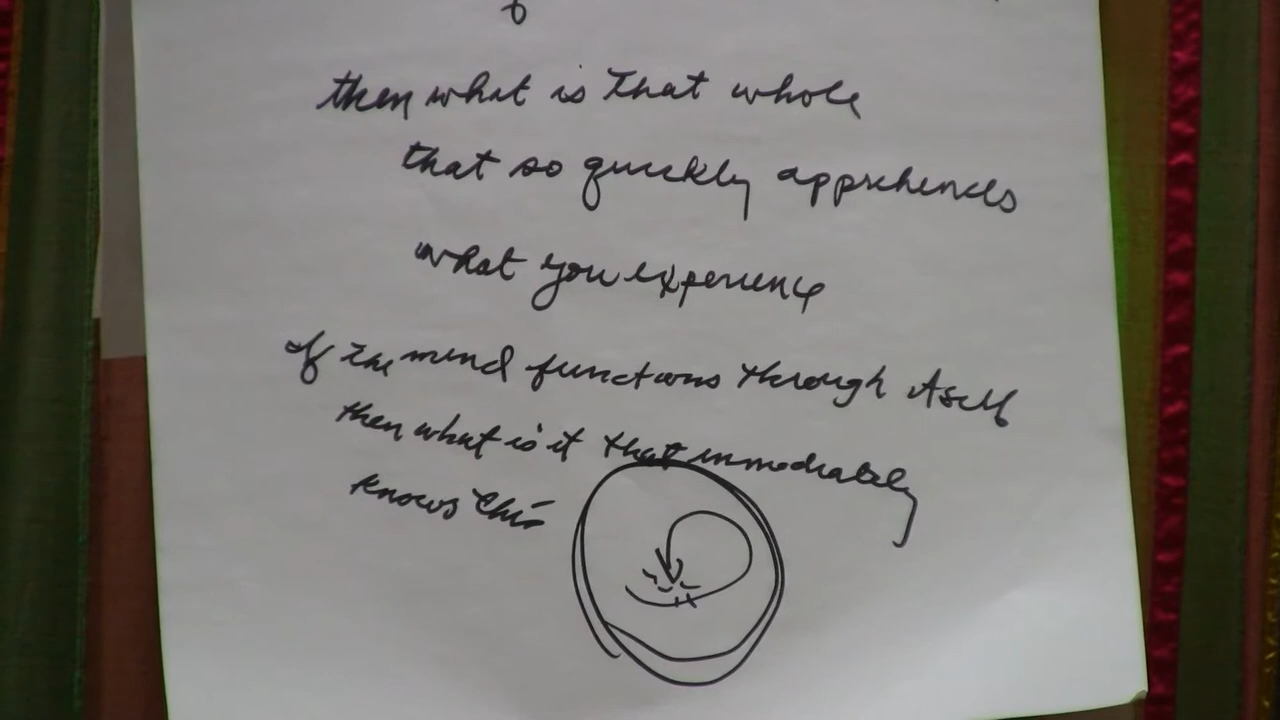 then what is that whole
that so quickly apprehends
what you experience
of the mind functions through itself
then what is it that immediately
knows this